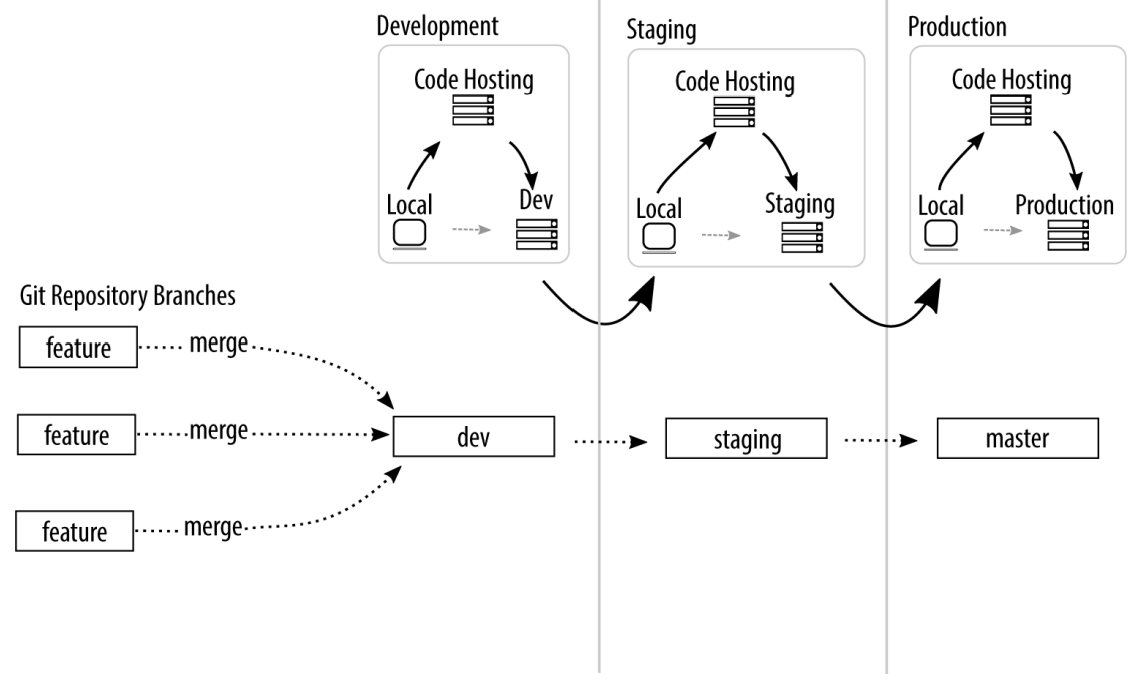 Development
Staging
Production
Code Hosting
Code Hosting
Code Hosting
Local
Dev
Local
Staging
Local
Production
Git Repository Branches
feature
merge
feature
merge
dev
staging
master
feature
merge